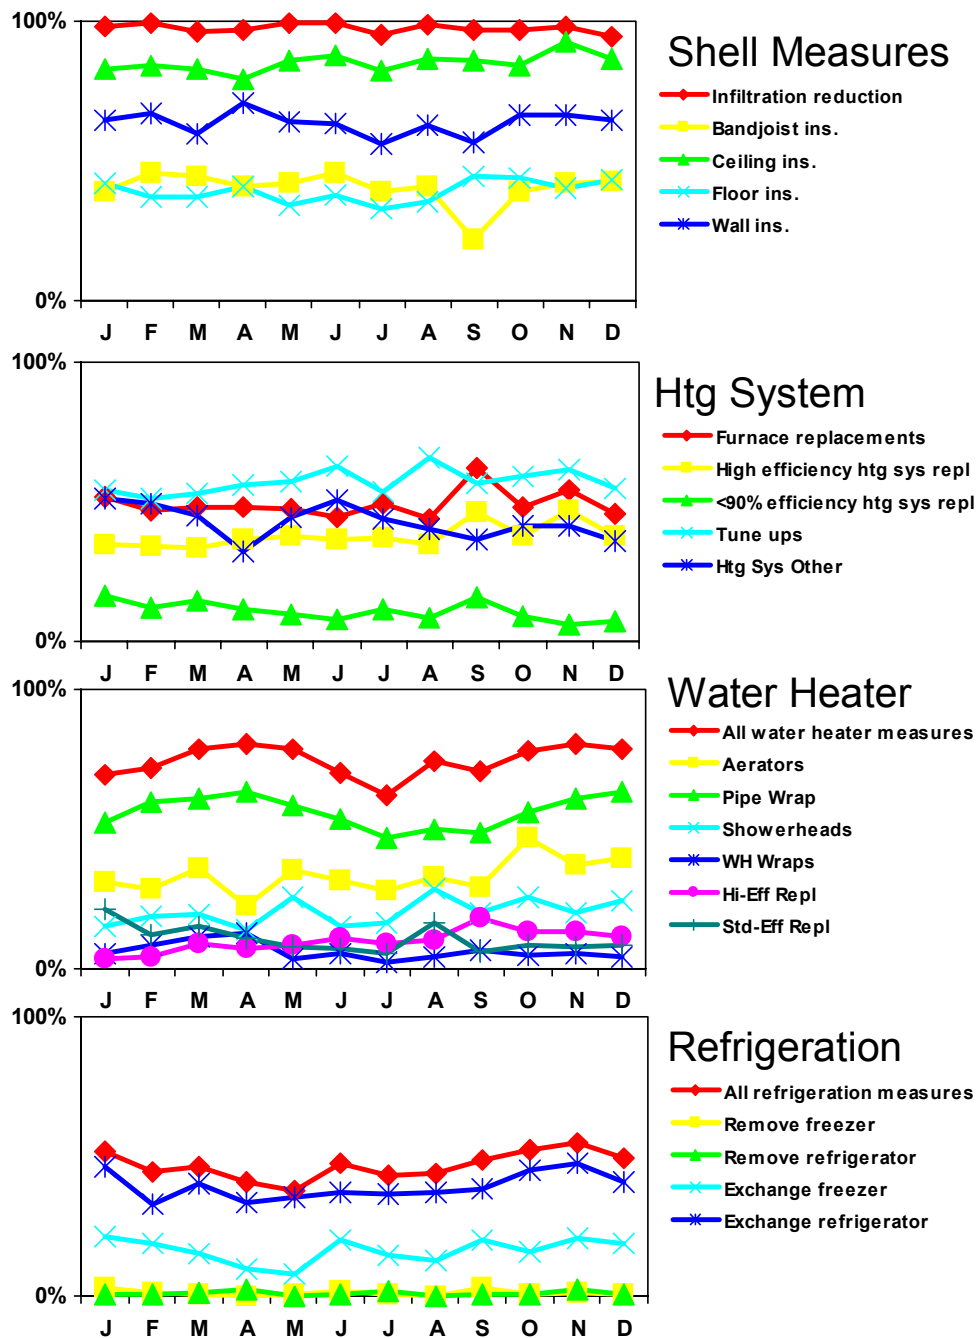 100%
0%
J F M A M J J A S O N D
Shell Measures
Infiltration reduction
Bandjoist ins.
Ceiling ins.
Floor ins.
Wall ins.
100%
0%
J F M A M J J A S O N D
Htg System
Furnace replacements
High efficiency htg sys repl
<90% efficiency htg sys repl
Tune ups
Htg Sys Other
100%
0%
J F M A M J J A S O N D
Water Heater
All water heater measures
Aerators
Pipe Wrap
Showerheads
WH Wraps
Hi-Eff Repl
Std-Eff Repl
100%
0%
J F M A M J J A S O N D
Refrigeration
All refrigeration measures
Remove freezer
Remove refrigerator
Exchange freezer
Exchange refrigerator